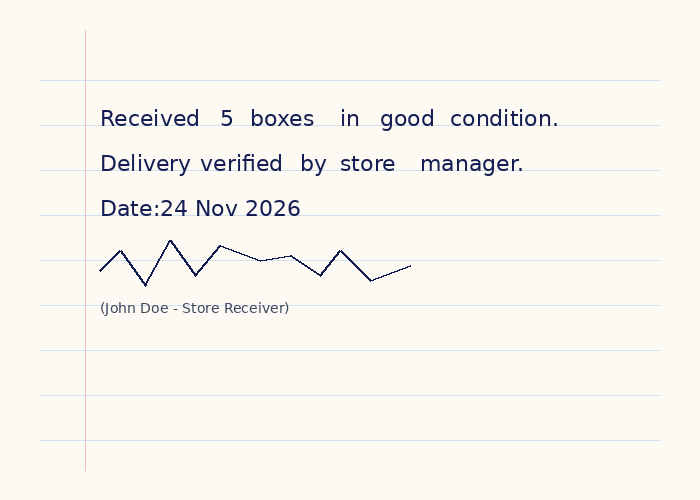 Received 5 boxes in good condition.
Delivery verified by store manager.
Date:24 Nov 2026
(John Doe - Store Receiver)